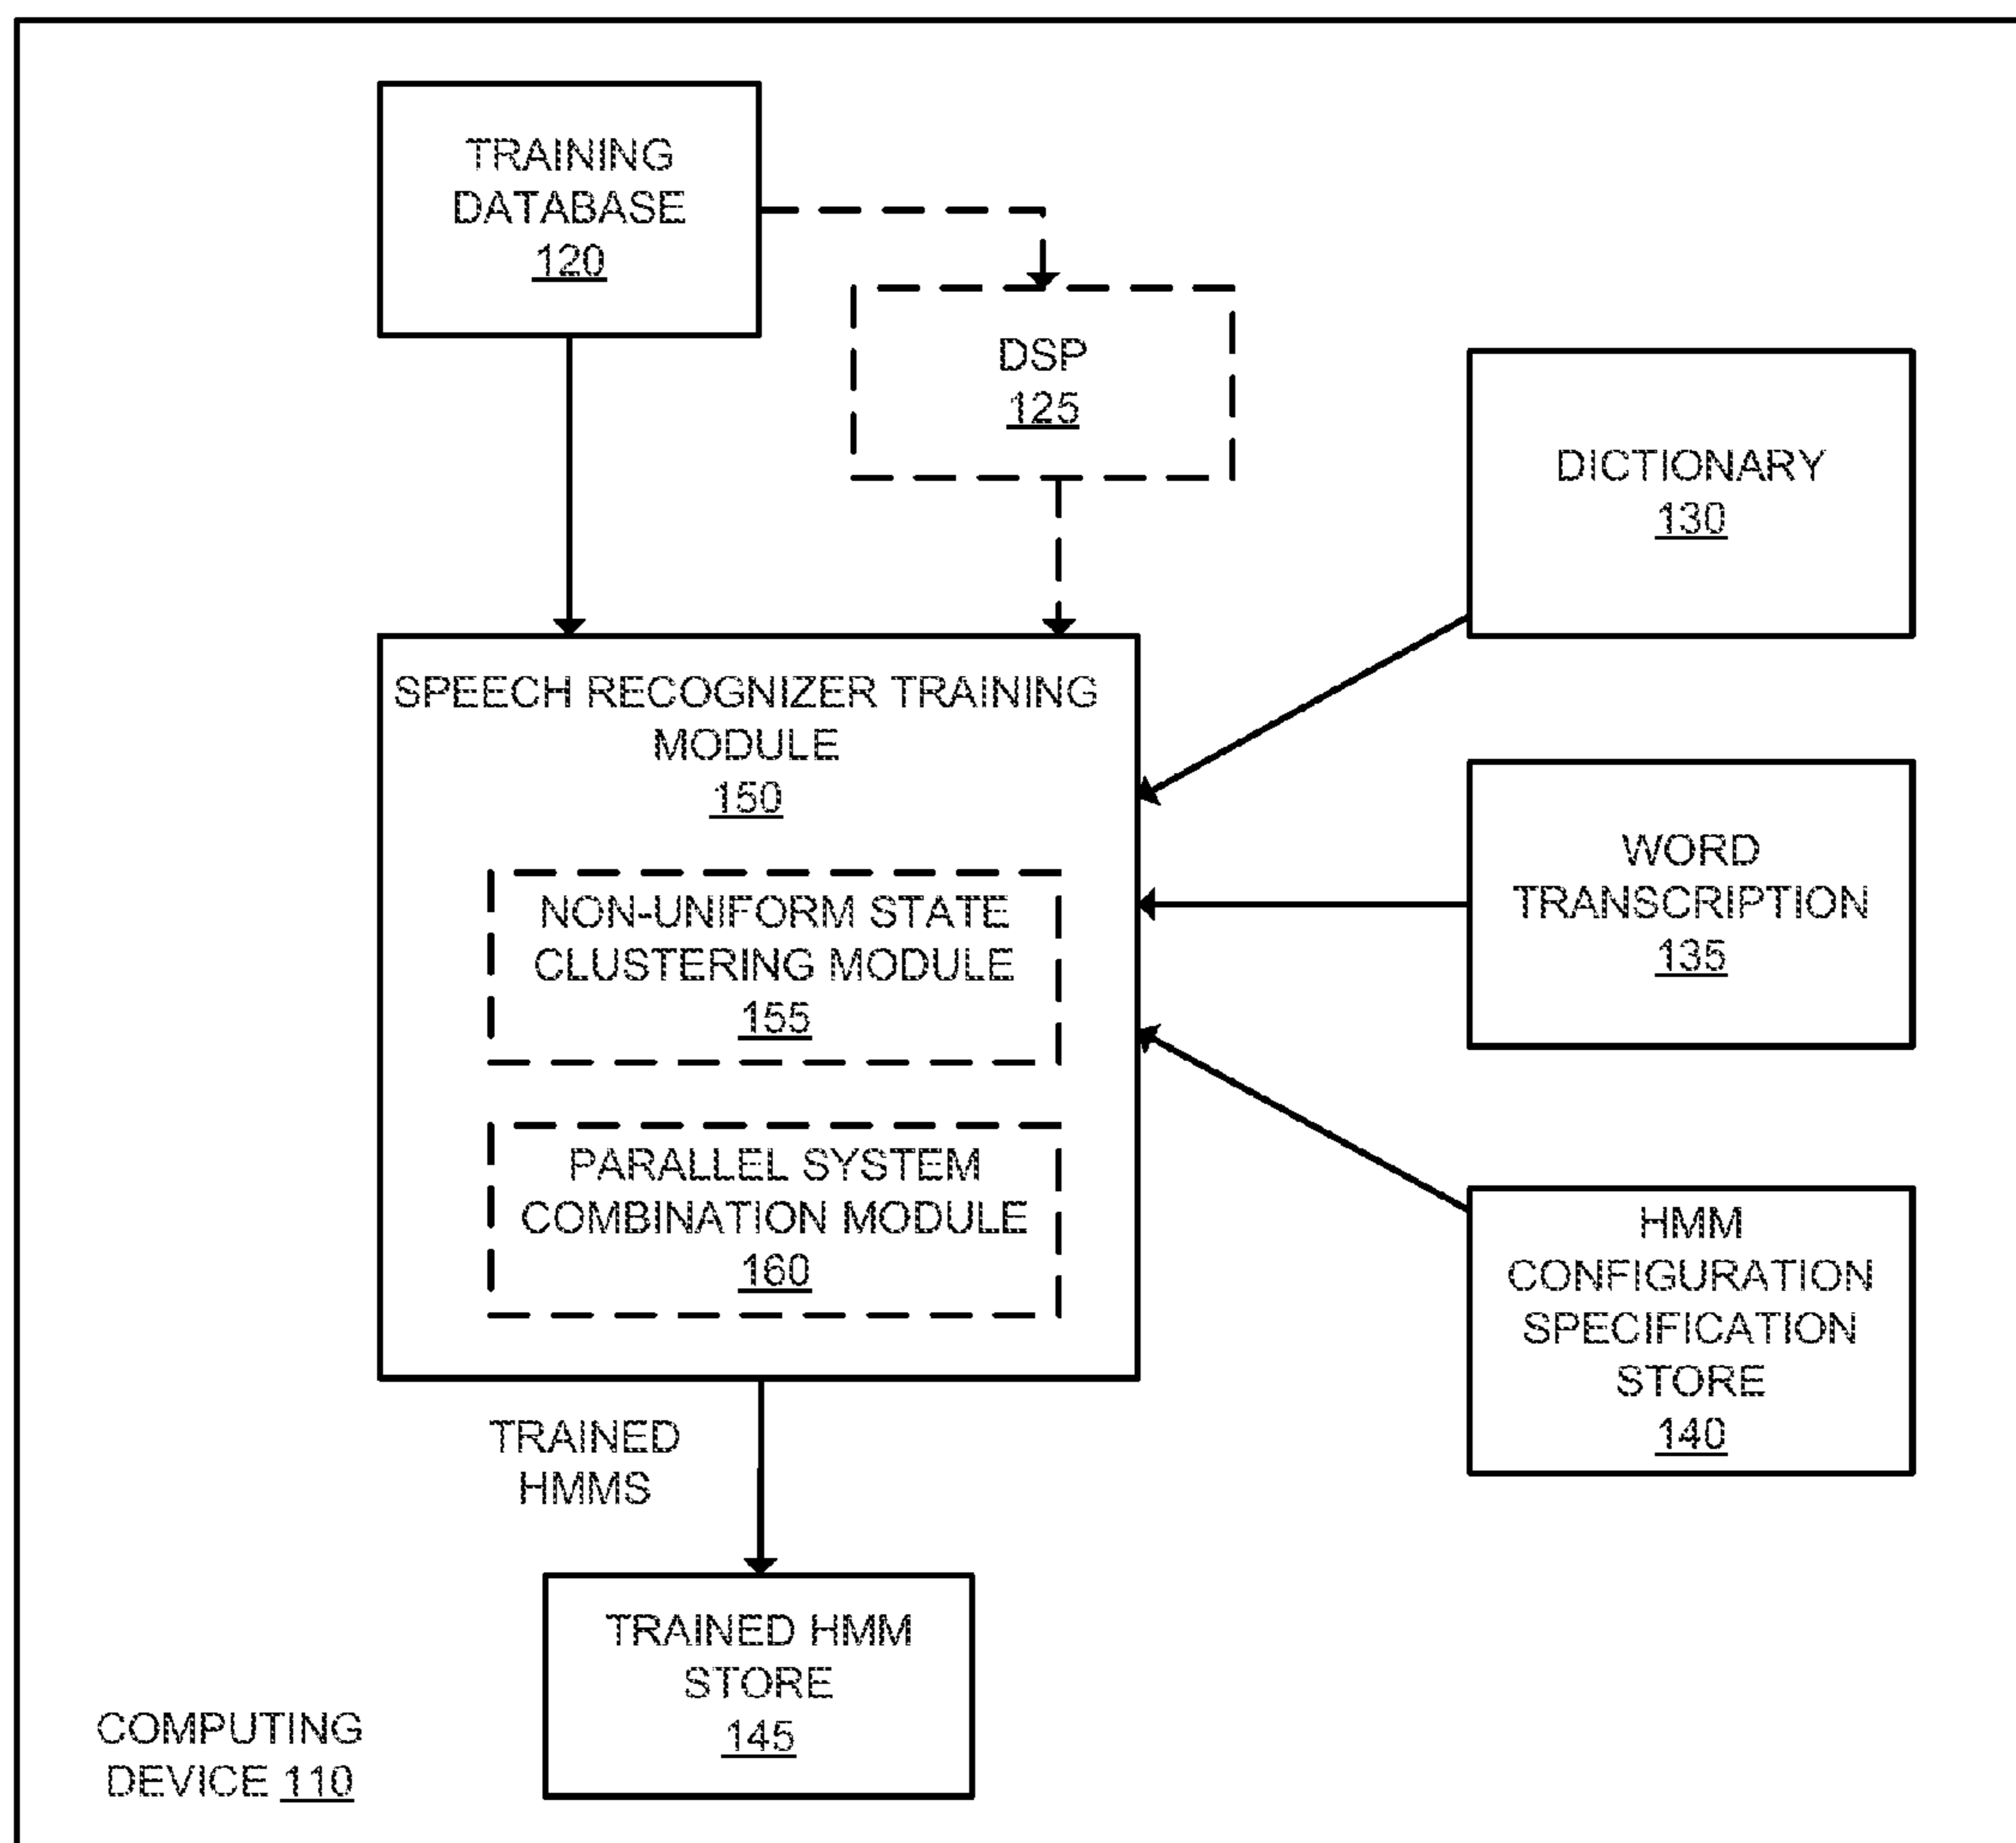 TRAINING
DATABASE
120
DSP
125
DICTIONARY
130
SPEECH RECOGNIZER TRAINING
MODULE
150
WORD
TRANSCRIPTION
135
NON-UNIFORM STATE
CLUSTERING MODULE
155
PARALLEL SYSTEM
COMBINATION MODULE
160
HMM
CONFIGURATION
SPECIFICATION
STORE
140
TRAINED
HMMS
TRAINED HMM
STORE
145
COMPUTING
DEVICE 110